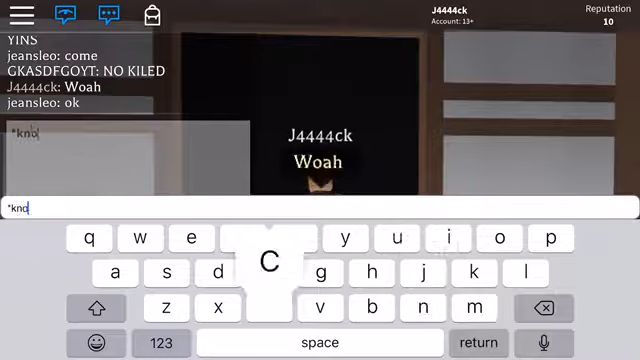 J4444ck
Account: 13+
Reputation
10
YINS
jeansleo: come
GKASDFGOYT: NO KILED
J4444ck: Woah
jeansleo: ok
*kno
J4444ck
Woah
*kno
q w e y u i o p
a s d C g h j k l
z x v b n m
123 space return